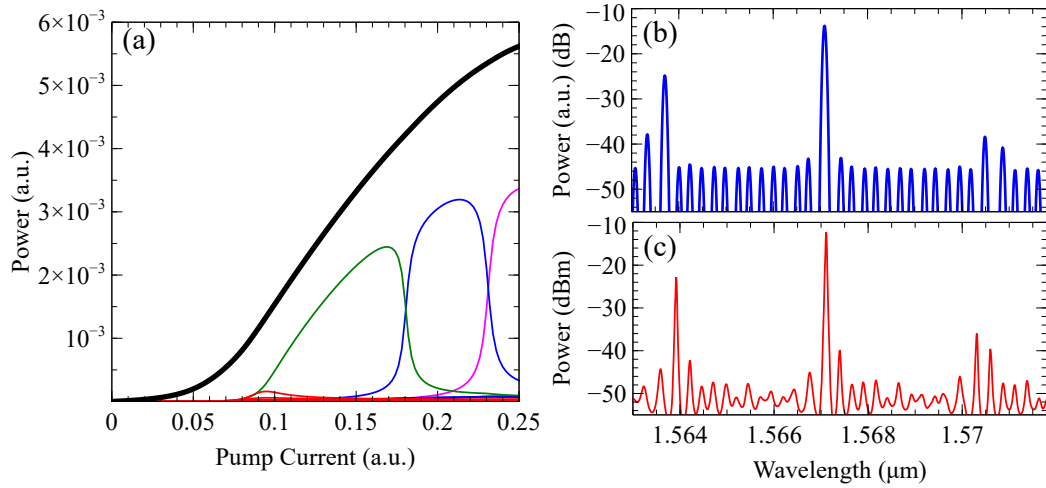 (a)
6×10⁻³
5×10⁻³
4×10⁻³
3×10⁻³
2×10⁻³
1×10⁻³
Power (a.u.)
0 0.05 0.1 0.15 0.2 0.25
Pump Current (a.u.)
(b)
−10
−20
−30
−40
−50
Power (a.u.) (dB)
(c)
−10
−20
−30
−40
−50
Power (dBm)
1.564 1.566 1.568 1.57
Wavelength (μm)